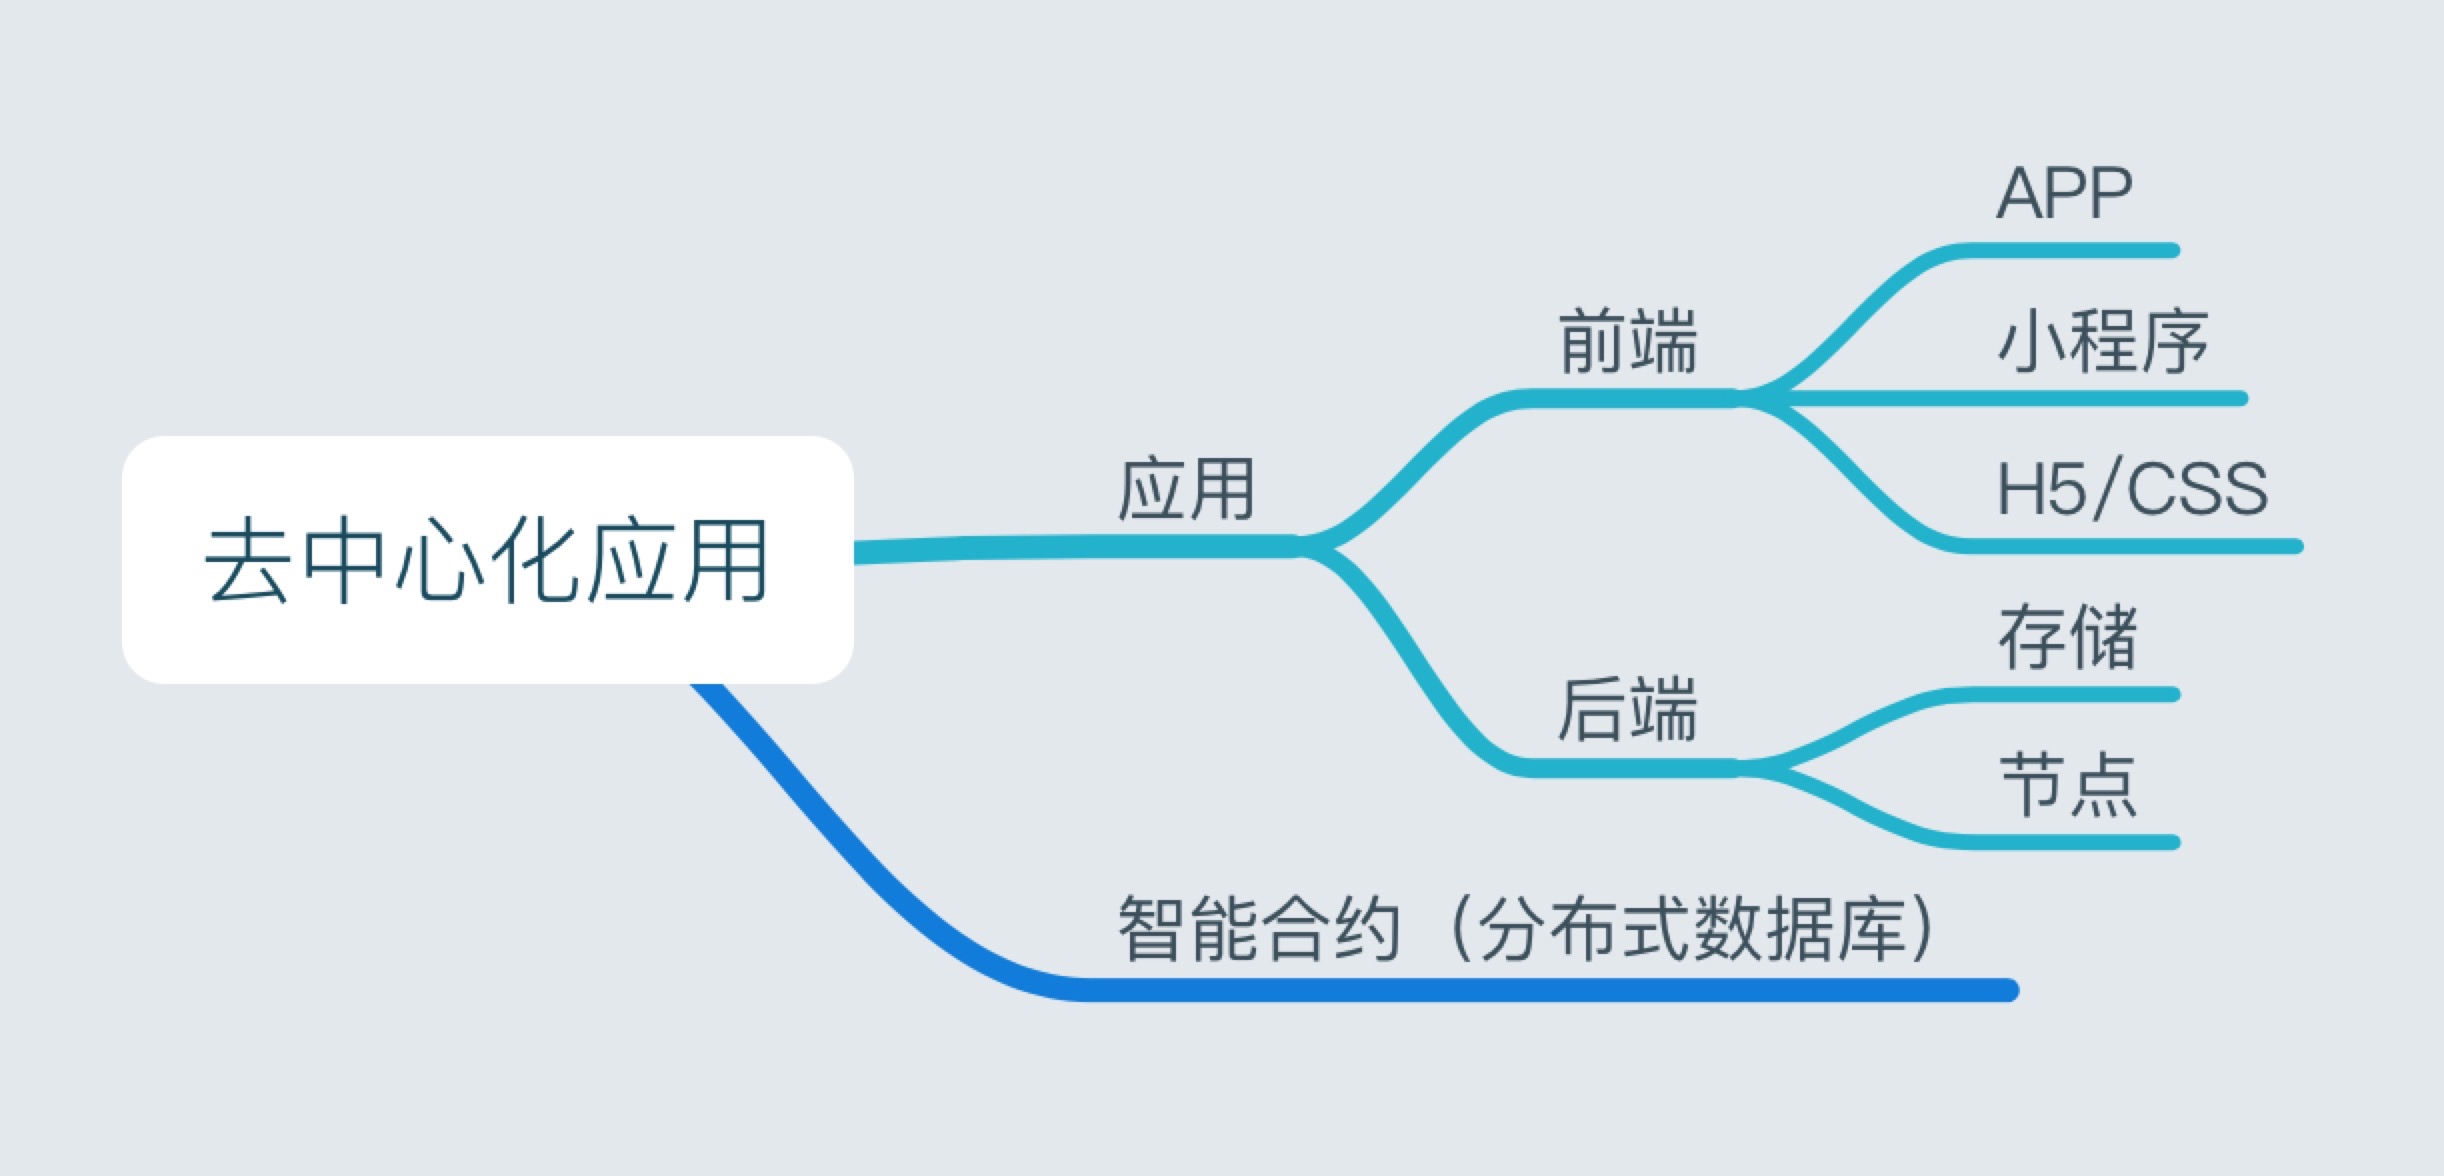 去中心化应用
应用
前端
APP
小程序
H5/CSS
后端
存储
节点
智能合约（分布式数据库）